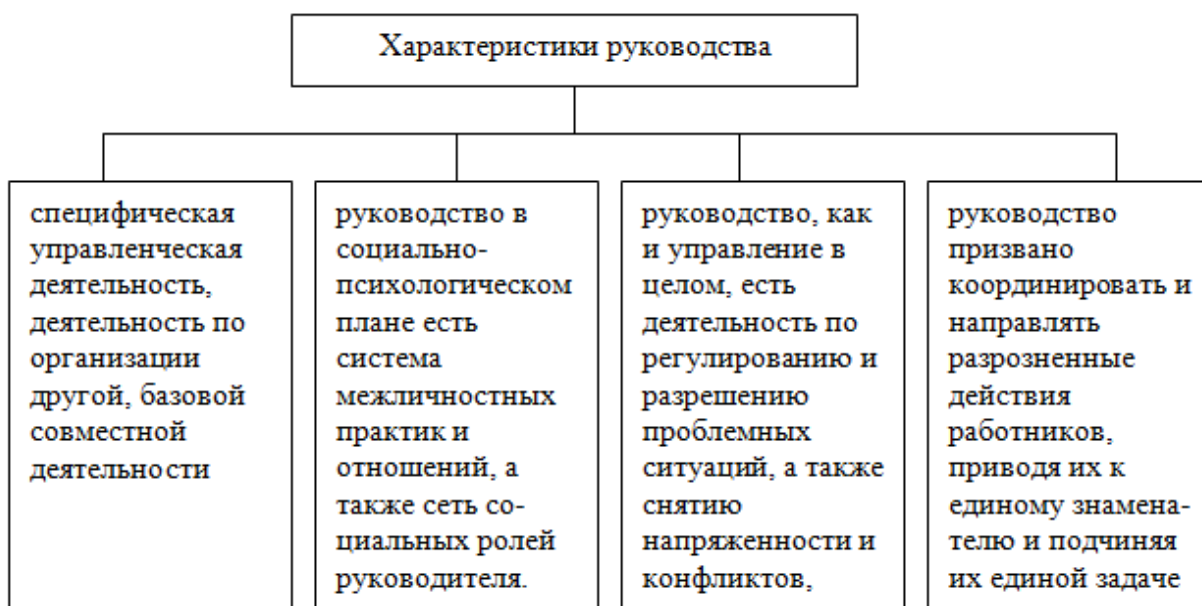 Характеристики руководства
специфическая
управленческая
деятельность,
деятельность по
организации
другой, базовой
совместной
деятельности
руководство в
социально-
психологическом
плане есть
система
межличностных
практик и
отношений, а
также сеть со-
циальных ролей
руководителя.
руководство, как
и управление в
целом, есть
деятельность по
регулированию и
разрешению
проблемных
ситуаций, а также
снятию
напряженности и
конфликтов,
руководство
призвано
координировать и
направлять
разрозненные
действия
работников,
приводя их к
единому знамена-
телю и подчиняя
их единой задаче